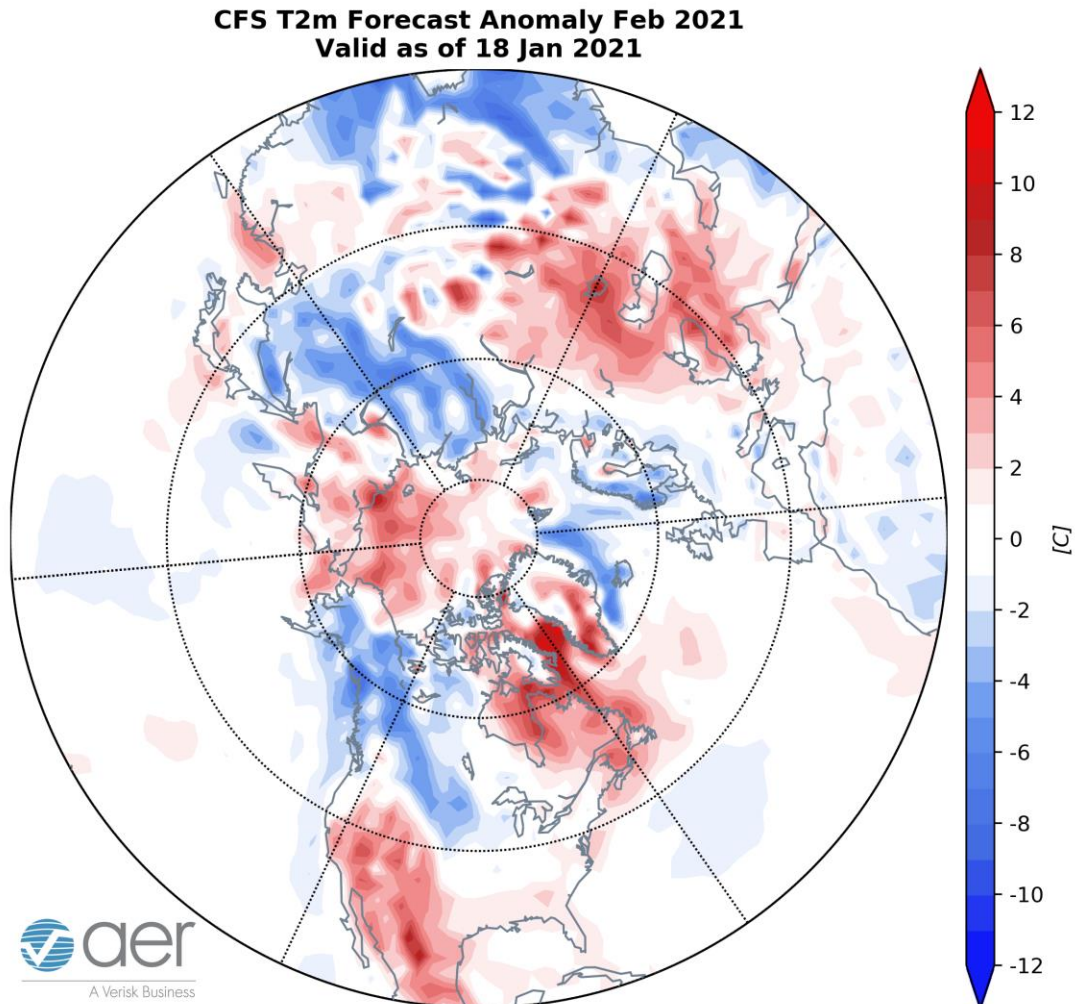 CFS T2m Forecast Anomaly Feb 2021
Valid as of 18 Jan 2021
12
10
8
6
4
2
0
-2
-4
-6
-8
-10
-12
[C]
aer
A Verisk Business